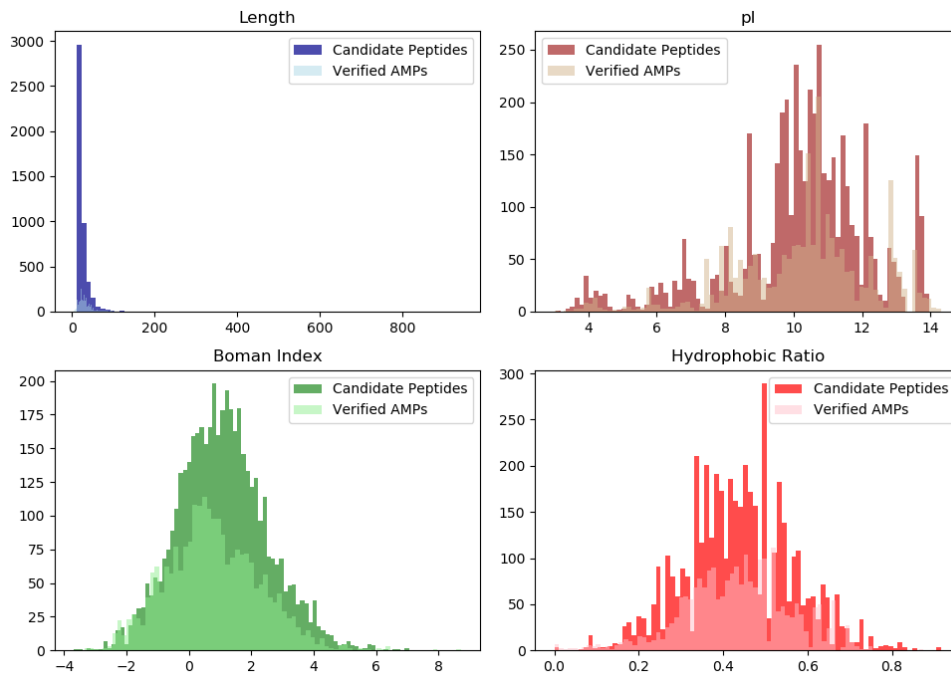 Length
3000
2500
2000
1500
1000
500
0
0 200 400 600 800
Candidate Peptides
Verified AMPs
pI
250
200
150
100
50
0
4 6 8 10 12 14
Candidate Peptides
Verified AMPs
Boman Index
200
175
150
125
100
75
50
25
0
−4 −2 0 2 4 6 8
Candidate Peptides
Verified AMPs
Hydrophobic Ratio
300
250
200
150
100
50
0
0.0 0.2 0.4 0.6 0.8
Candidate Peptides
Verified AMPs